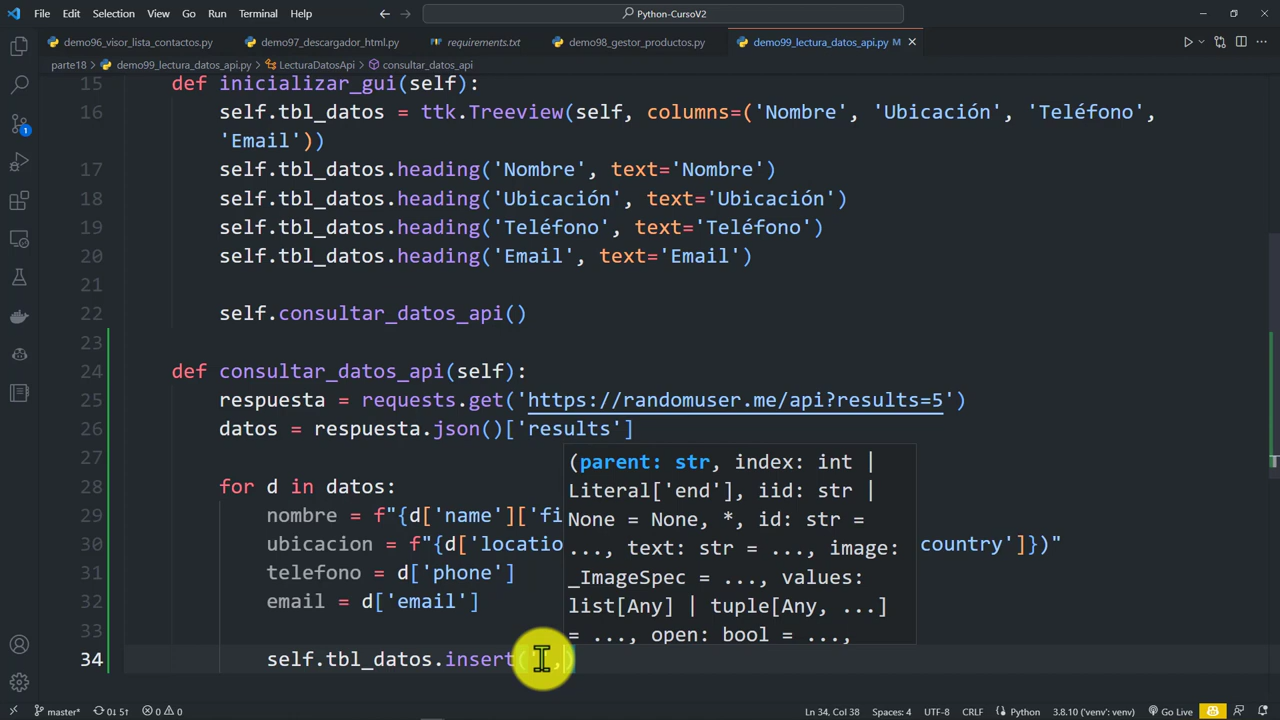 File Edit Selection View Go Run Terminal Help
Python-CursoV2
demo96_visor_lista_contactos.py demo97_descargador_html.py requirements.txt demo98_gestor_productos.py demo99_lectura_datos_api.py M
parte18 > demo99_lectura_datos_api.py > LecturaDatosApi > consultar_datos_api
15 def inicializar_gui(self):
16 self.tbl_datos = ttk.Treeview(self, columns=('Nombre', 'Ubicación', 'Teléfono',
'Email'))
17 self.tbl_datos.heading('Nombre', text='Nombre')
18 self.tbl_datos.heading('Ubicación', text='Ubicación')
19 self.tbl_datos.heading('Teléfono', text='Teléfono')
20 self.tbl_datos.heading('Email', text='Email')
21
22 self.consultar_datos_api()
23
24 def consultar_datos_api(self):
25 respuesta = requests.get('https://randomuser.me/api?results=5')
26 datos = respuesta.json()['results']
27
(parent: str, index: int |
Literal['end'], iid: str |
None = None, *, id: str =
..., text: str = ..., image:
_ImageSpec = ..., values:
list[Any] | tuple[Any, ...]
= ..., open: bool = ...,
28 for d in datos:
29 nombre = f"{d['name']['fi
30 ubicacion = f"{d['locatio country']})"
31 telefono = d['phone']
32 email = d['email']
33
34 self.tbl_datos.insert('',)
1
master* 0↓ 5↑ 0 0 Ln 34, Col 38 Spaces: 4 UTF-8 CRLF Python 3.8.10 ('venv': venv) Go Live